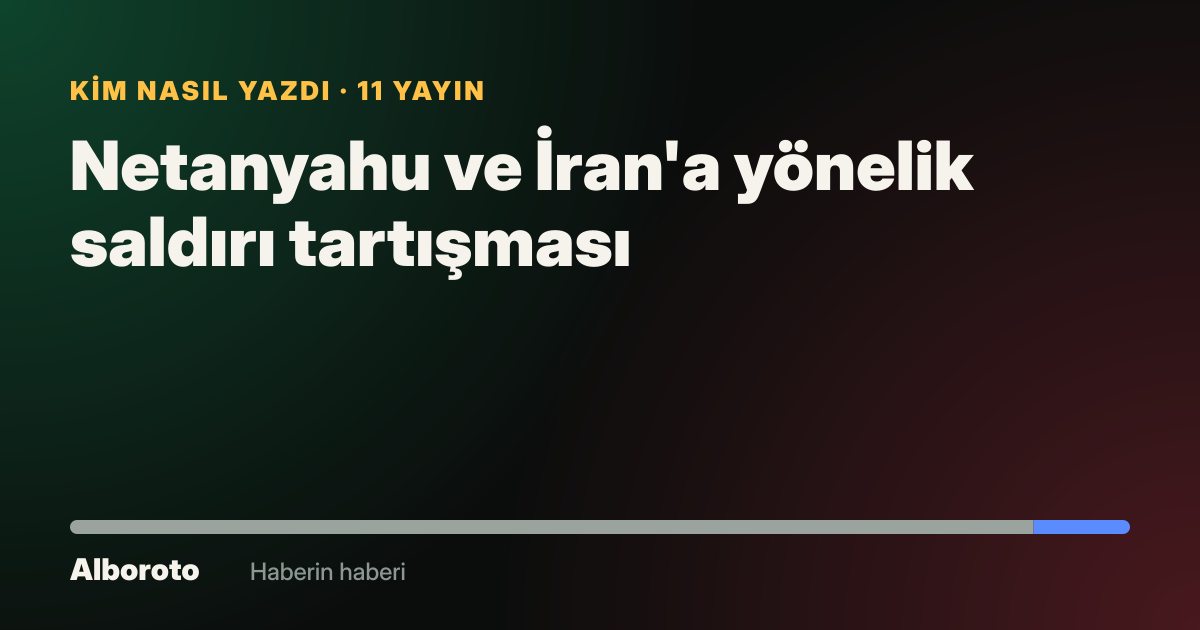 KİM NASIL YAZDI · 11 YAYIN
Netanyahu ve İran'a yönelik
saldırı tartışması
Alboroto
Haberin haberi